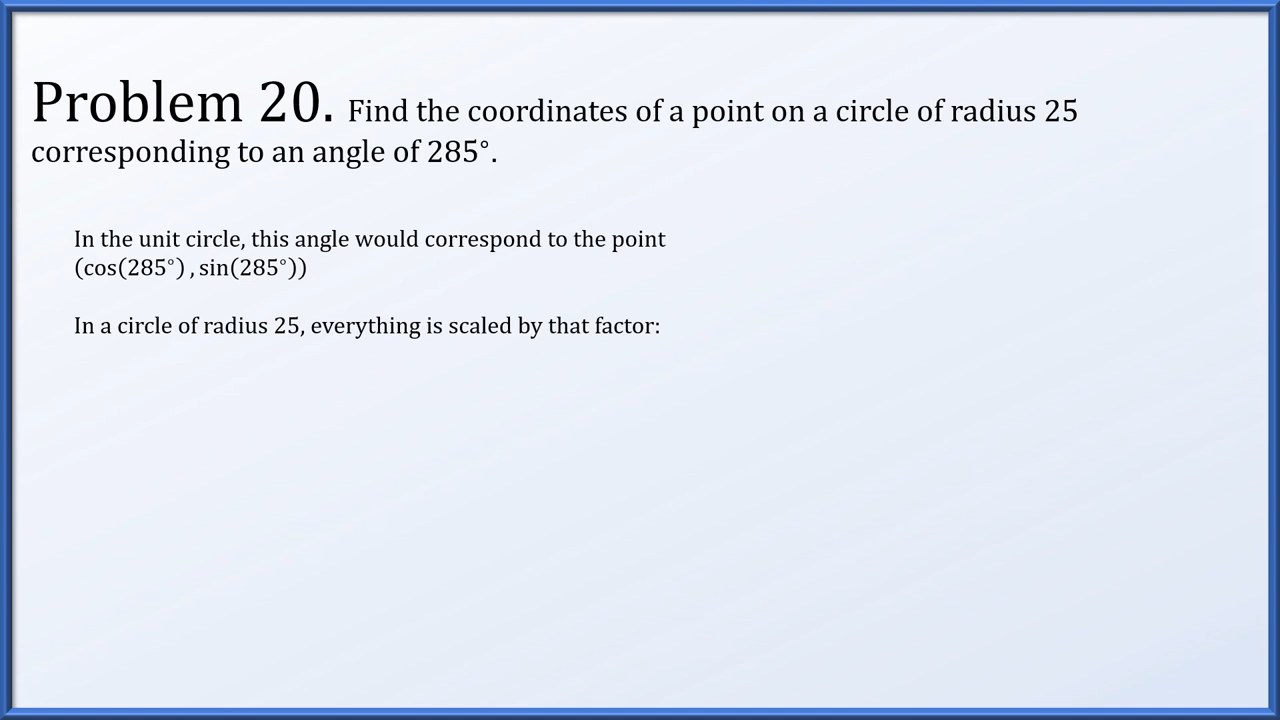 Problem 20. Find the coordinates of a point on a circle of radius 25
corresponding to an angle of 285°.
In the unit circle, this angle would correspond to the point
(cos(285°) , sin(285°))
In a circle of radius 25, everything is scaled by that factor: